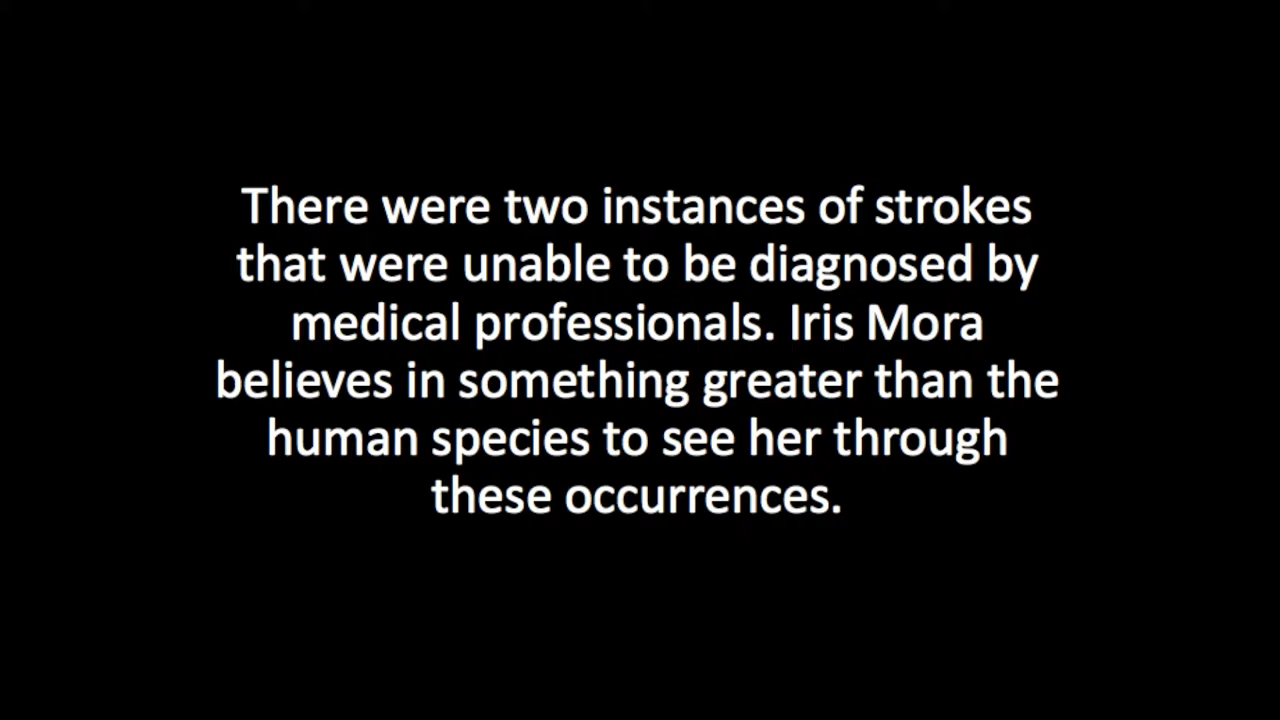 There were two instances of strokes
that were unable to be diagnosed by
medical professionals. Iris Mora
believes in something greater than the
human species to see her through
these occurrences.